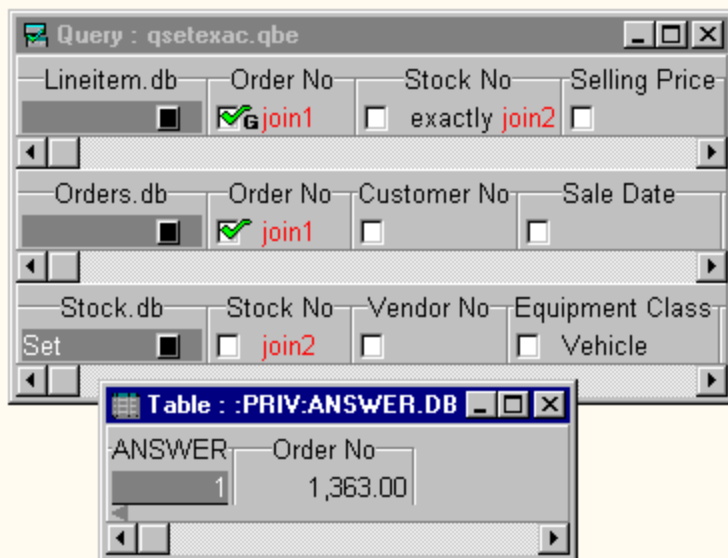 Query : qsetexac.qbe
Lineitem.db Order No Stock No Selling Price
G join1 exactly join2
Orders.db Order No Customer No Sale Date
join1
Stock.db Stock No Vendor No Equipment Class
Set join2 Vehicle
Table : :PRIV:ANSWER.DB
ANSWER Order No
1 1,363.00